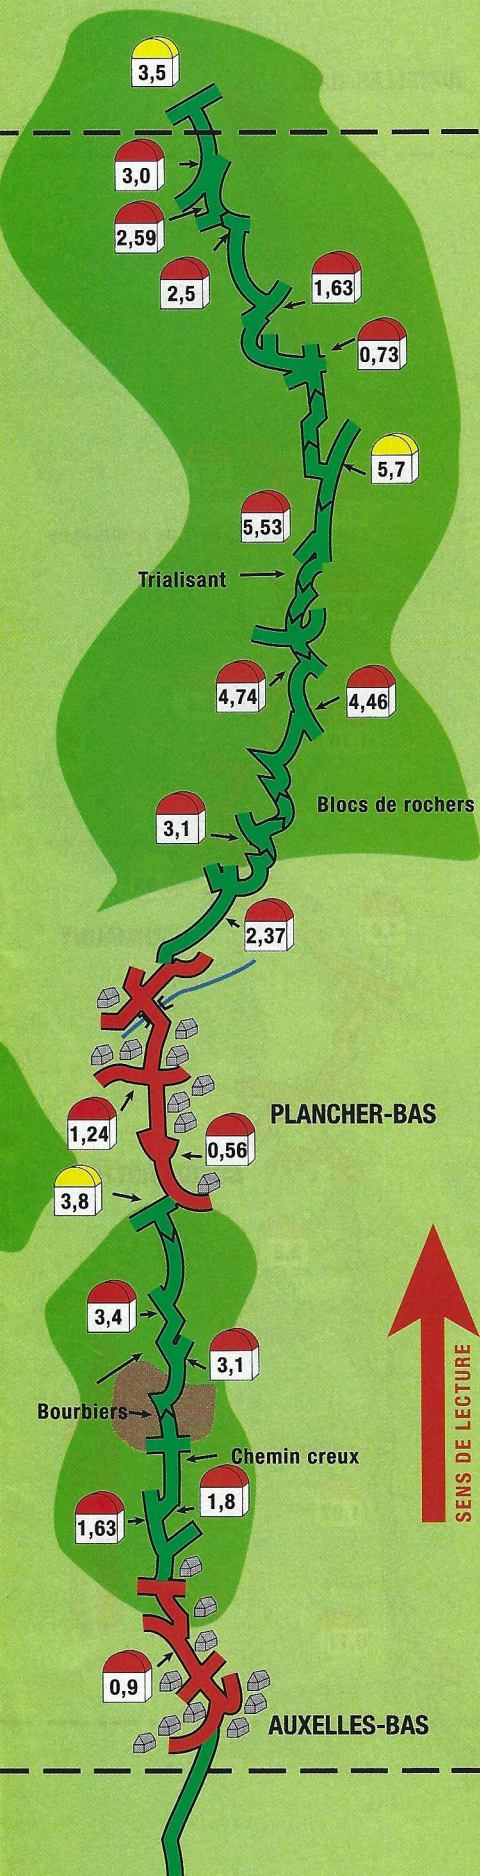 3,5
3,0
2,59
2,5
1,63
0,73
5,7
5,53
Trialisant
4,74
4,46
Blocs de rochers
3,1
2,37
1,24
PLANCHER-BAS
0,56
3,8
3,4
3,1
SENS DE LECTURE
Bourbiers
Chemin creux
1,8
1,63
0,9
AUXELLES-BAS